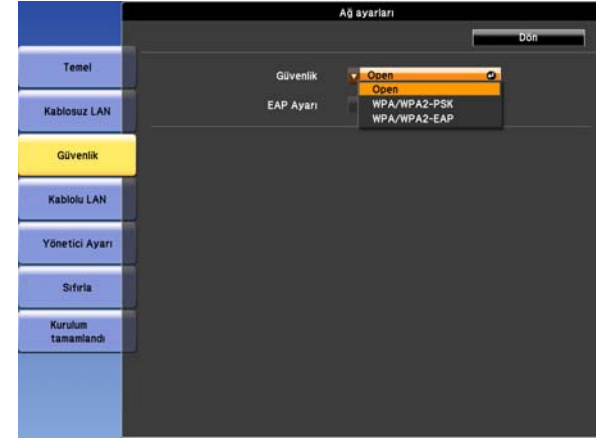 Ağ ayarları
Dön
Temel
Kablosuz LAN
Güvenlik
Kablolu LAN
Yönetici Ayarı
Sıfırla
Kurulum
tamamlandı
Güvenlik
Open
Open
WPA/WPA2-PSK
WPA/WPA2-EAP
EAP Ayarı